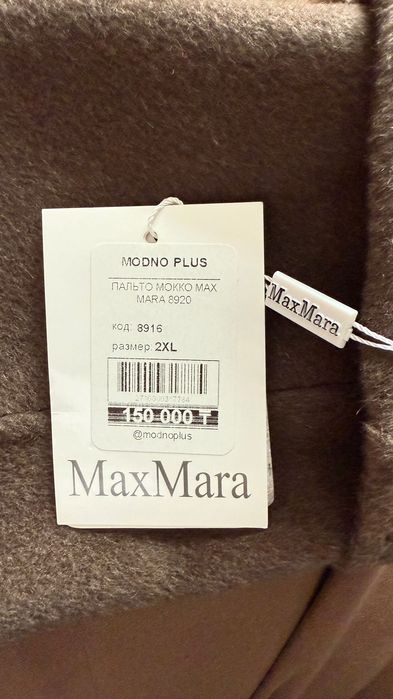 MODNO PLUS
ПАЛЬТО МОККО MAX
MARA 8920
код: 8916
размер: 2XL
150 000 ₸
@modnoplus
MaxMara
MaxMara